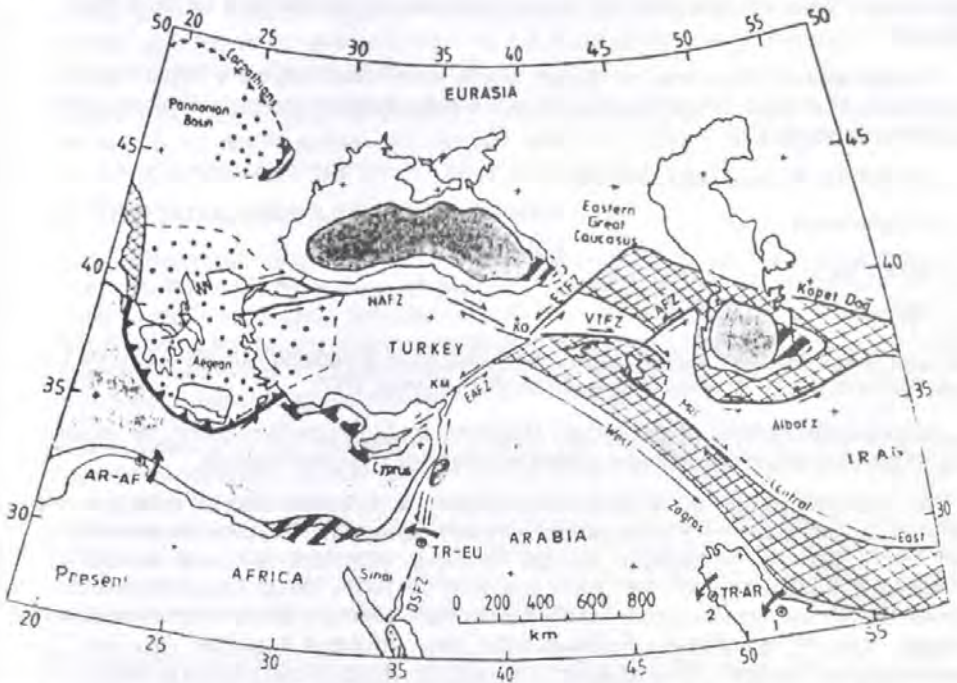 50 20
25
30
35
40
45
50
55
50
Carpathians
EURASIA
Pannonian
Basin
45
45
Eastern
Great
Caucasus
40
40
Kopet Dag
NAFZ
KO
VTFZ
TURKEY
Aegean
KM
EAFZ
35
35
Alborz
Cyprus
IRAN
Central
Zagros
East
AR-AF
30
30
TR-EU
ARABIA
Present
AFRICA
Sinai
DSFZ
0 200 400 600 800
km
TR-AR
2
1
20
25
30
35
40
45
50
55